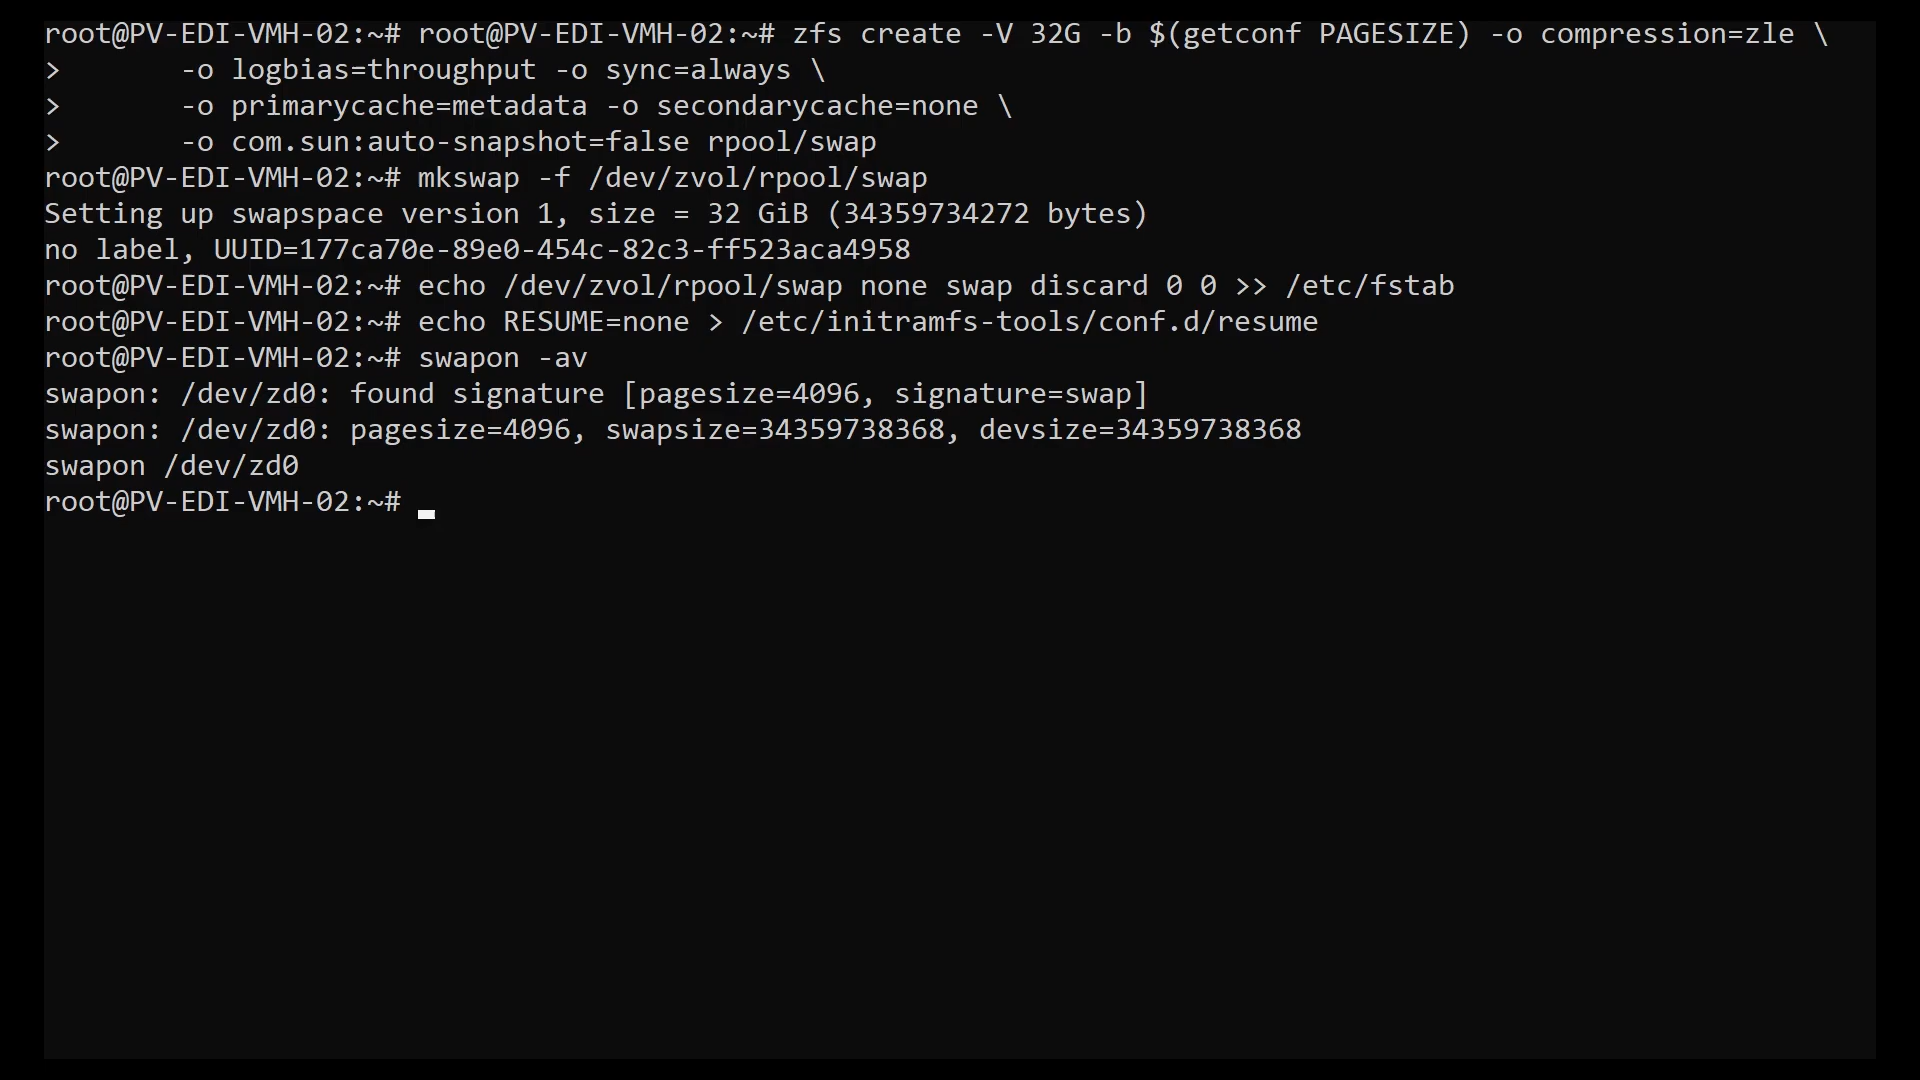 root@PV-EDI-VMH-02:~# root@PV-EDI-VMH-02:~# zfs create -V 32G -b $(getconf PAGESIZE) -o compression=zle \
>       -o logbias=throughput -o sync=always \
>       -o primarycache=metadata -o secondarycache=none \
>       -o com.sun:auto-snapshot=false rpool/swap
root@PV-EDI-VMH-02:~# mkswap -f /dev/zvol/rpool/swap
Setting up swapspace version 1, size = 32 GiB (34359734272 bytes)
no label, UUID=177ca70e-89e0-454c-82c3-ff523aca4958
root@PV-EDI-VMH-02:~# echo /dev/zvol/rpool/swap none swap discard 0 0 >> /etc/fstab
root@PV-EDI-VMH-02:~# echo RESUME=none > /etc/initramfs-tools/conf.d/resume
root@PV-EDI-VMH-02:~# swapon -av
swapon: /dev/zd0: found signature [pagesize=4096, signature=swap]
swapon: /dev/zd0: pagesize=4096, swapsize=34359738368, devsize=34359738368
swapon /dev/zd0
root@PV-EDI-VMH-02:~#